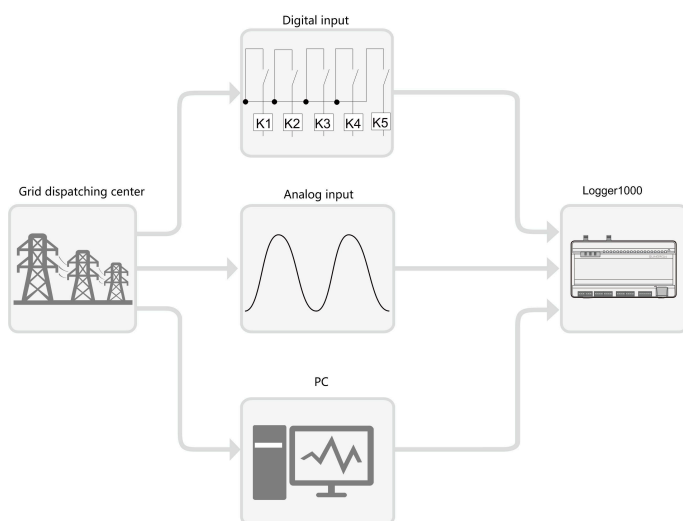 Digital input
K1 K2 K3 K4 K5
Grid dispatching center
Analog input
Logger1000
PC